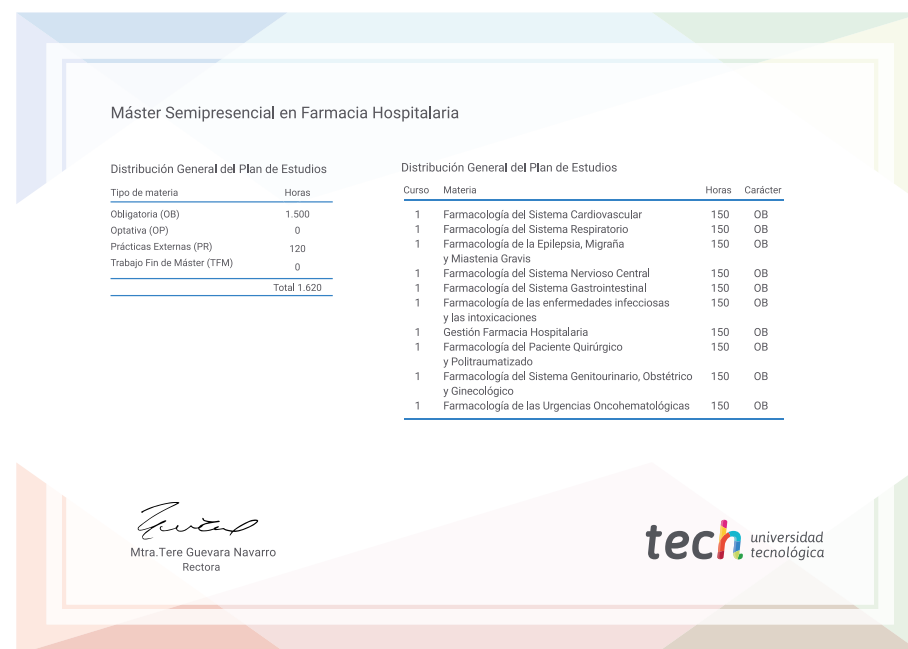 Máster Semipresencial en Farmacia Hospitalaria
Distribución General del Plan de Estudios
Tipo de materia Horas
Obligatoria (OB) 1.500
Optativa (OP) 0
Prácticas Externas (PR) 120
Trabajo Fin de Máster (TFM) 0
Total 1.620
Distribución General del Plan de Estudios
Curso Materia Horas Carácter
1 Farmacología del Sistema Cardiovascular 150 OB
1 Farmacología del Sistema Respiratorio 150 OB
1 Farmacología de la Epilepsia, Migraña 150 OB
y Miastenia Gravis
1 Farmacología del Sistema Nervioso Central 150 OB
1 Farmacología del Sistema Gastrointestinal 150 OB
1 Farmacología de las enfermedades infecciosas 150 OB
y las intoxicaciones
1 Gestión Farmacia Hospitalaria 150 OB
1 Farmacología del Paciente Quirúrgico 150 OB
y Politraumatizado
1 Farmacología del Sistema Genitourinario, Obstétrico 150 OB
y Ginecológico
1 Farmacología de las Urgencias Oncohematológicas 150 OB
Mtra.Tere Guevara Navarro
Rectora
tech universidad
tecnológica